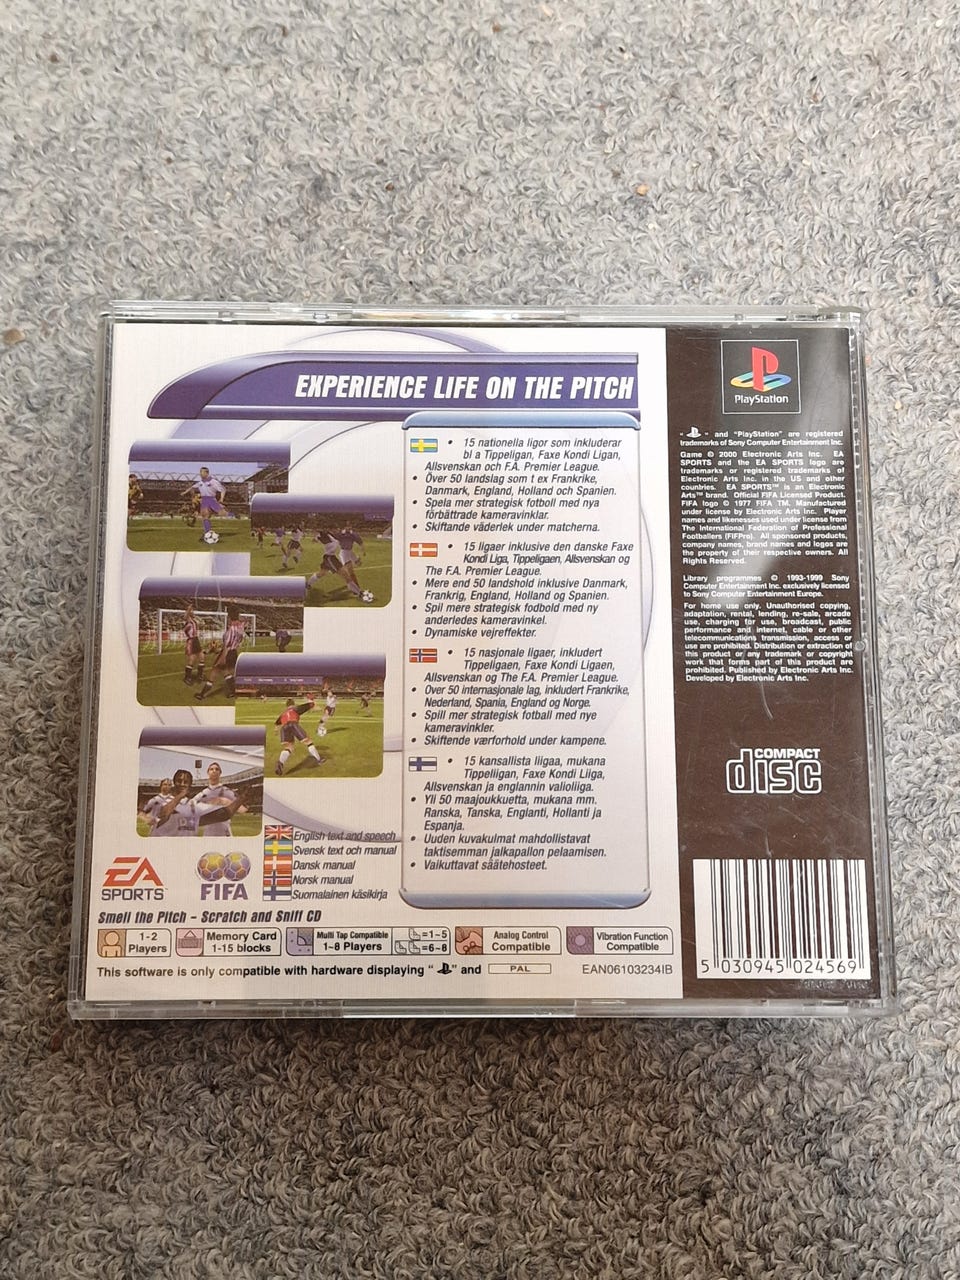 EXPERIENCE LIFE ON THE PITCH
• 15 nationella ligor som inkluderar
bl a Tippeligan, Faxe Kondi Ligan,
Allsvenskan och F.A. Premier League.
• Över 50 landslag som t ex Frankrike,
Danmark, England, Holland och Spanien.
• Spela mer strategisk fotboll med nya
förbättrade kameravinklar.
• Skiftande väderlek under matcherna.
• 15 ligaer inklusive den danske Faxe
Kondi Liga, Tippeligaen, Allsvenskan og
The F.A. Premier League.
• Mere end 50 landshold inklusive Danmark,
Frankrig, England, Holland og Spanien.
• Spil mere strategisk fodbold med ny
anderledes kameravinkel.
• Dynamiske vejreffekter.
• 15 nasjonale ligaer, inkludert
Tippeligaen, Faxe Kondi Ligaen,
Allsvenskan og The F.A. Premier League.
• Over 50 internasjonale lag, inkludert Frankrike,
Nederland, Spania, England og Norge.
• Spill mer strategisk fotball med nye
kameravinkler.
• Skiftende værforhold under kampene.
• 15 kansallista liigaa, mukana
Tippeliigan, Faxe Kondi Liiga,
Allsvenskan ja englannin valioliiga.
• Yli 50 maajoukkuetta, mukana mm.
Ranska, Tanska, Englanti, Hollanti ja
Espanja.
• Uuden kuvakulmat mahdollistavat
taktisemman jalkapallon pelaamisen.
• Vaikuttavat säätehosteet.
English text and speech
Svensk text och manual
Dansk manual
Norsk manual
Suomalainen käsikirja
EA
SPORTS™
FIFA
Smell the Pitch - Scratch and Sniff CD
1-2
Players
Memory Card
1-15 blocks
Multi Tap Compatible
1-8 Players
=1-5
=6-8
Analog Control
Compatible
Vibration Function
Compatible
This software is only compatible with hardware displaying " " and PAL
EAN06103234IB
PlayStation
" " and "PlayStation" are registered
trademarks of Sony Computer Entertainment Inc.
Game © 2000 Electronic Arts Inc. EA
SPORTS and the EA SPORTS logo are
trademarks or registered trademarks of
Electronic Arts Inc. in the US and other
countries. EA SPORTS™ is an Electronic
Arts™ brand. Official FIFA Licensed Product.
FIFA logo © 1977 FIFA TM. Manufactured
under license by Electronic Arts Inc. Player
names and likenesses used under license from
The International Federation of Professional
Footballers (FIFPro). All sponsored products,
company names, brand names and logos are
the property of their respective owners. All
Rights Reserved.
Library programmes © 1993-1999 Sony
Computer Entertainment Inc. exclusively licensed
to Sony Computer Entertainment Europe.
For home use only. Unauthorised copying,
adaptation, rental, lending, re-sale, arcade
use, charging for use, broadcast, public
performance and internet, cable or other
telecommunications transmission, access or
use are prohibited. Distribution or extraction of
this product or any trademark or copyright
work that forms part of this product are
prohibited. Published by Electronic Arts Inc.
Developed by Electronic Arts Inc.
COMPACT
disc
5 030945 024569